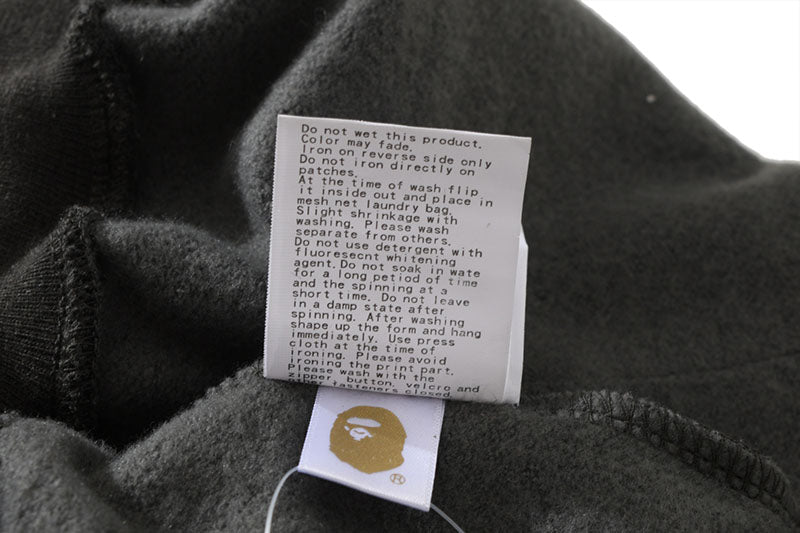 Do not wet this product.
Color may fade.
Iron on reverse side only
Do not iron directly on
patches.
At the time of wash flip
it inside out and place in
mesh net laundry bag.
Slight shrinkage with
washing. Please wash
separate from others.
Do not use detergent with
fluoresecnt whitening
agent. Do not soak in wate
for a long petiod of time
and the spinning at a
short time. Do not leave
in a damp state after
spinning. After washing
shape up the form and hang
immediately. Use press
cloth at the time of
ironing. Please avoid
ironing the print part.
Please wash with the
zipper, button, velcro and
other fasteners closed.
®